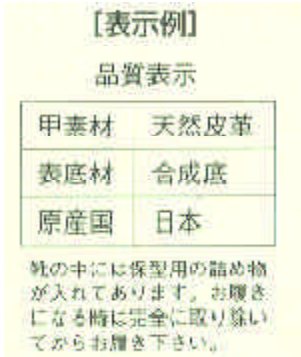 [表示例]
品質表示
甲素材 天然皮革
表底材 合成底
原産国 日本
靴の中には保型用の詰め物
が入れてあります。お履き
になる時は完全に取り除い
てからお履き下さい。